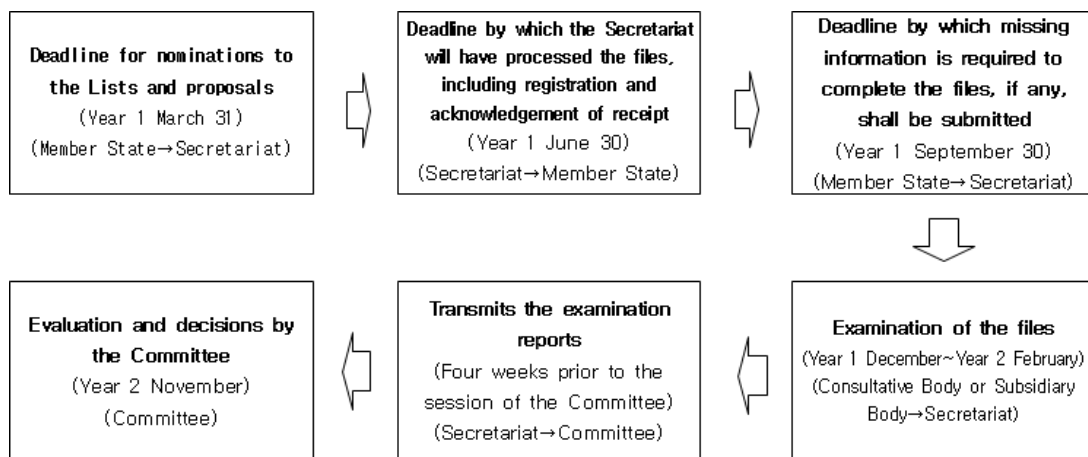 Deadline for nominations to
the Lists and proposals
(Year 1 March 31)
(Member State→Secretariat)
Deadline by which the Secretariat
will have processed the files,
including registration and
acknowledgement of receipt
(Year 1 June 30)
(Secretariat→Member State)
Deadline by which missing
information is required to
complete the files, if any,
shall be submitted
(Year 1 September 30)
(Member State→Secretariat)
Examination of the files
(Year 1 December~Year 2 February)
(Consultative Body or Subsidiary
Body→Secretariat)
Transmits the examination
reports
(Four weeks prior to the
session of the Committee)
(Secretariat→Committee)
Evaluation and decisions by
the Committee
(Year 2 November)
(Committee)